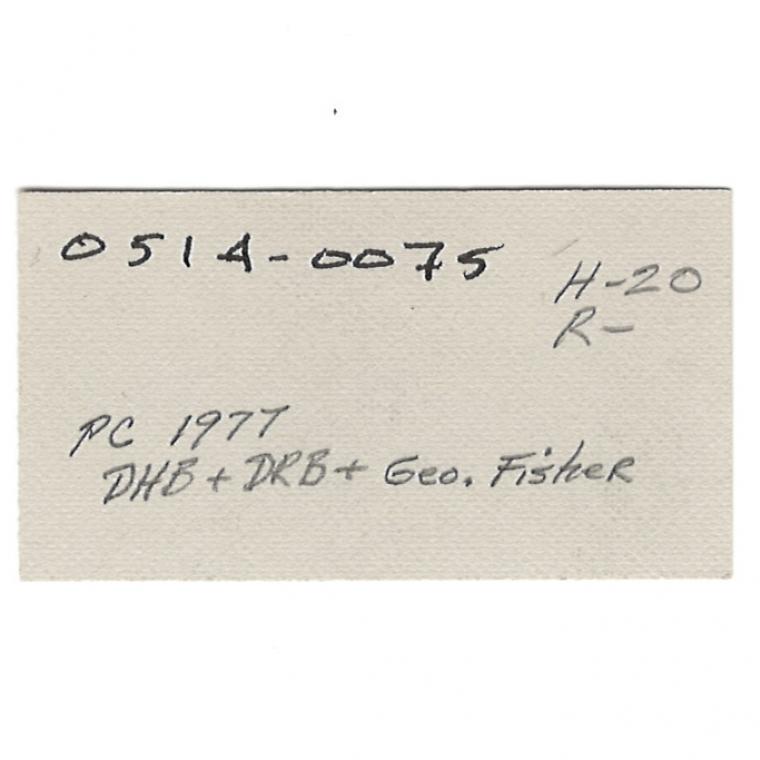 0514-0075
H-20
R-
PC 1977
DHB + DRB + Geo. Fisher